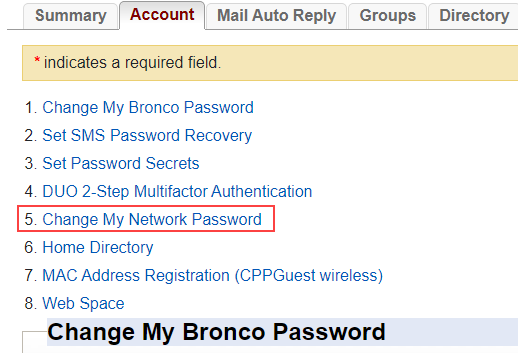 Summary Account Mail Auto Reply Groups Directory
* indicates a required field.
1. Change My Bronco Password
2. Set SMS Password Recovery
3. Set Password Secrets
4. DUO 2-Step Multifactor Authentication
5. Change My Network Password
6. Home Directory
7. MAC Address Registration (CPPGuest wireless)
8. Web Space
Change My Bronco Password